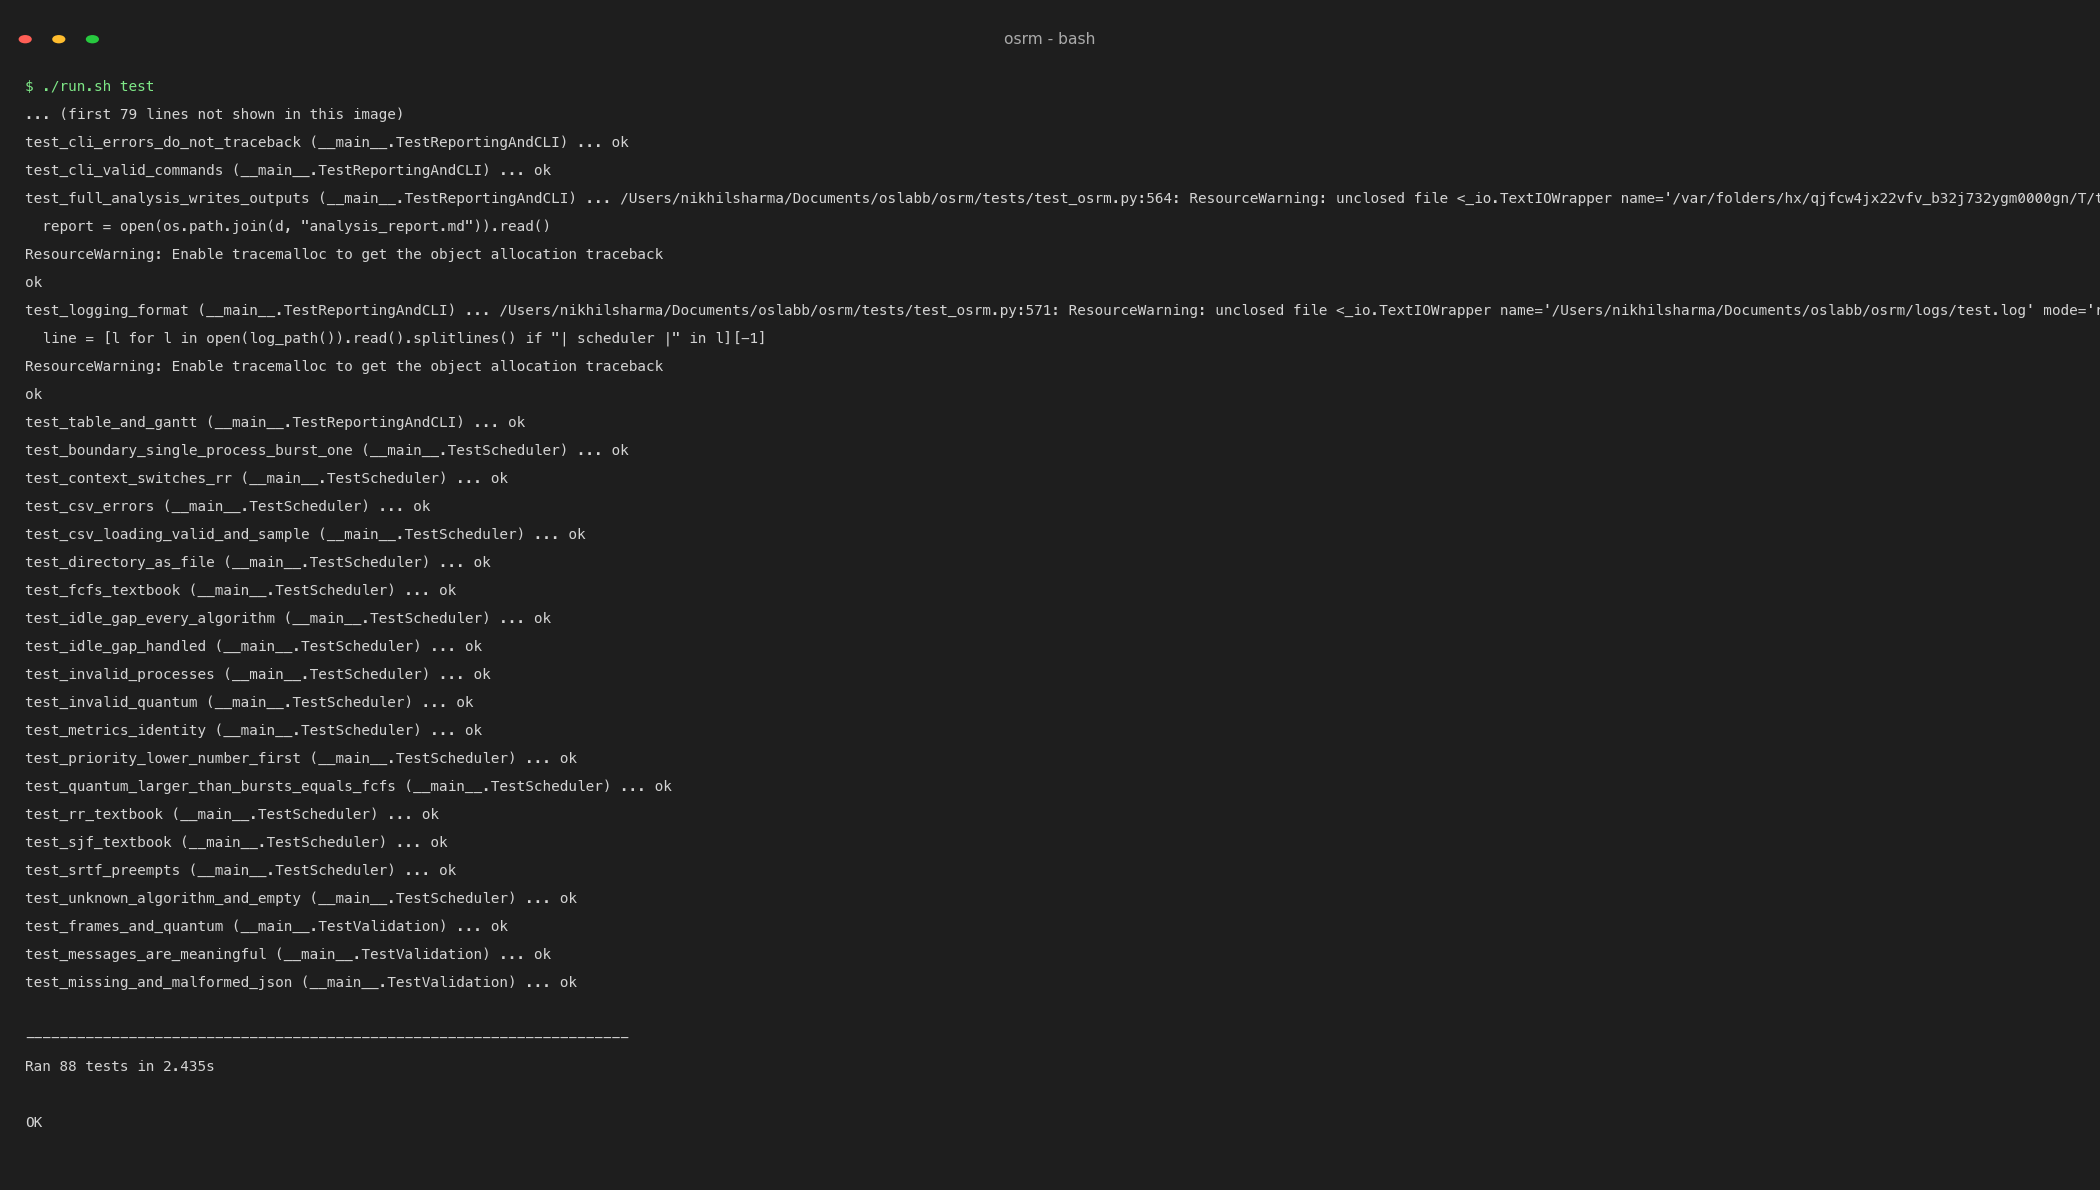 osrm - bash
$ ./run.sh test
... (first 79 lines not shown in this image)
test_cli_errors_do_not_traceback (__main__.TestReportingAndCLI) ... ok
test_cli_valid_commands (__main__.TestReportingAndCLI) ... ok
test_full_analysis_writes_outputs (__main__.TestReportingAndCLI) ... /Users/nikhilsharma/Documents/oslabb/osrm/tests/test_osrm.py:564: ResourceWarning: unclosed file <_io.TextIOWrapper name='/var/folders/hx/qjfcw4jx22vfv_b32j732ygm0000gn/T/t
  report = open(os.path.join(d, "analysis_report.md")).read()
ResourceWarning: Enable tracemalloc to get the object allocation traceback
ok
test_logging_format (__main__.TestReportingAndCLI) ... /Users/nikhilsharma/Documents/oslabb/osrm/tests/test_osrm.py:571: ResourceWarning: unclosed file <_io.TextIOWrapper name='/Users/nikhilsharma/Documents/oslabb/osrm/logs/test.log' mode='r
  line = [l for l in open(log_path()).read().splitlines() if "| scheduler |" in l][-1]
ResourceWarning: Enable tracemalloc to get the object allocation traceback
ok
test_table_and_gantt (__main__.TestReportingAndCLI) ... ok
test_boundary_single_process_burst_one (__main__.TestScheduler) ... ok
test_context_switches_rr (__main__.TestScheduler) ... ok
test_csv_errors (__main__.TestScheduler) ... ok
test_csv_loading_valid_and_sample (__main__.TestScheduler) ... ok
test_directory_as_file (__main__.TestScheduler) ... ok
test_fcfs_textbook (__main__.TestScheduler) ... ok
test_idle_gap_every_algorithm (__main__.TestScheduler) ... ok
test_idle_gap_handled (__main__.TestScheduler) ... ok
test_invalid_processes (__main__.TestScheduler) ... ok
test_invalid_quantum (__main__.TestScheduler) ... ok
test_metrics_identity (__main__.TestScheduler) ... ok
test_priority_lower_number_first (__main__.TestScheduler) ... ok
test_quantum_larger_than_bursts_equals_fcfs (__main__.TestScheduler) ... ok
test_rr_textbook (__main__.TestScheduler) ... ok
test_sjf_textbook (__main__.TestScheduler) ... ok
test_srtf_preempts (__main__.TestScheduler) ... ok
test_unknown_algorithm_and_empty (__main__.TestScheduler) ... ok
test_frames_and_quantum (__main__.TestValidation) ... ok
test_messages_are_meaningful (__main__.TestValidation) ... ok
test_missing_and_malformed_json (__main__.TestValidation) ... ok
----------------------------------------------------------------------
Ran 88 tests in 2.435s
OK